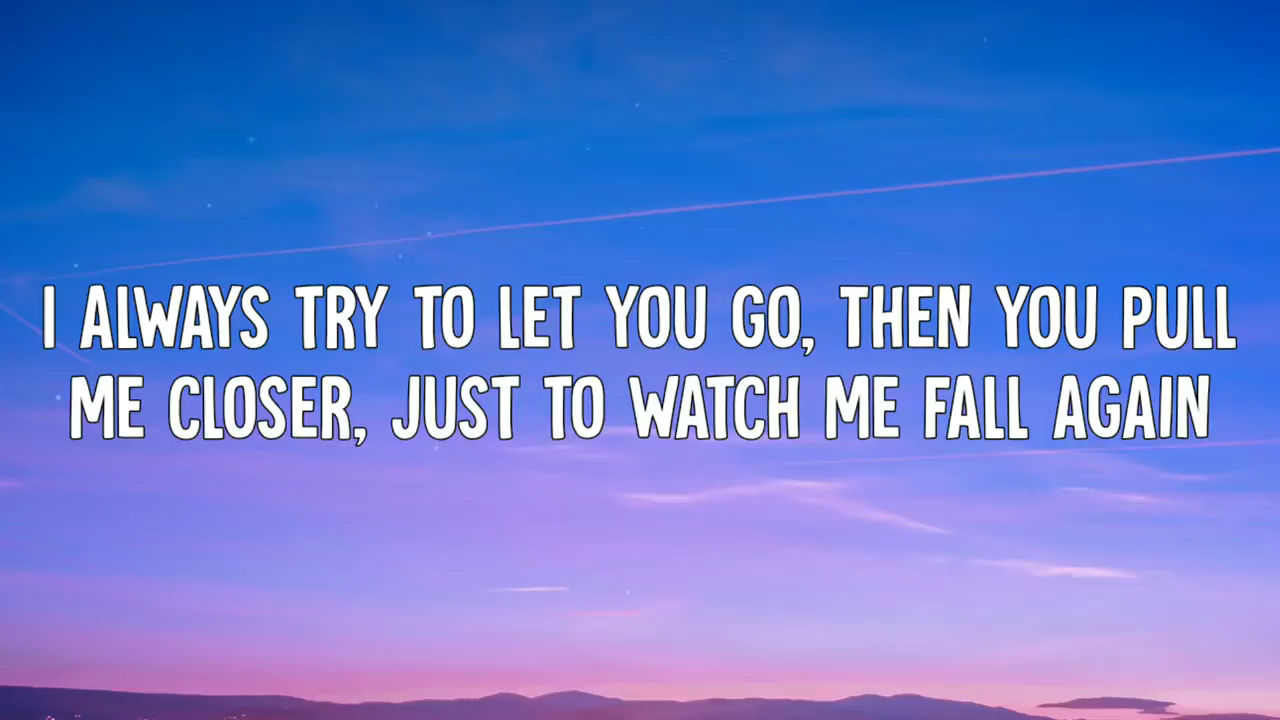 I ALWAYS TRY TO LET YOU GO, THEN YOU PULL
ME CLOSER, JUST TO WATCH ME FALL AGAIN